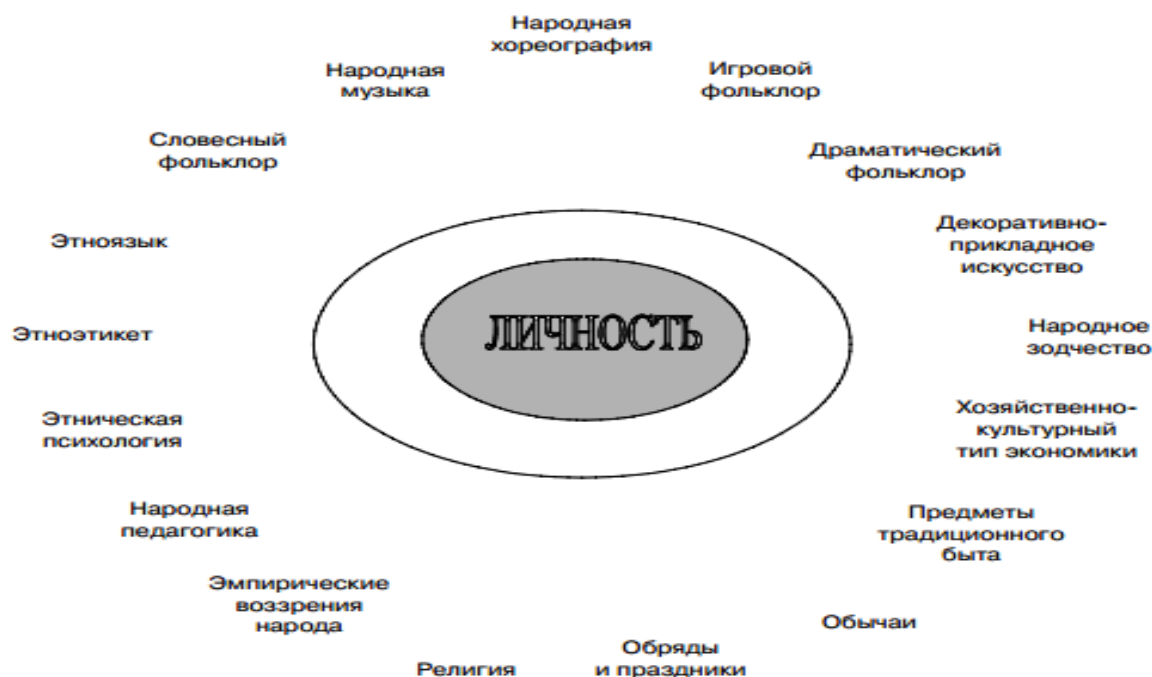 Народная
хореография
Народная
музыка
Игровой
фольклор
Словесный
фольклор
Драматический
фольклор
Этноязык
Декоративно-
прикладное
искусство
ЛИЧНОСТЬ
Этноэтикет
Народное
зодчество
Этническая
психология
Хозяйственно-
культурный
тип экономики
Народная
педагогика
Предметы
традиционного
быта
Эмпирические
воззрения
народа
Обычаи
Религия
Обряды
и праздники